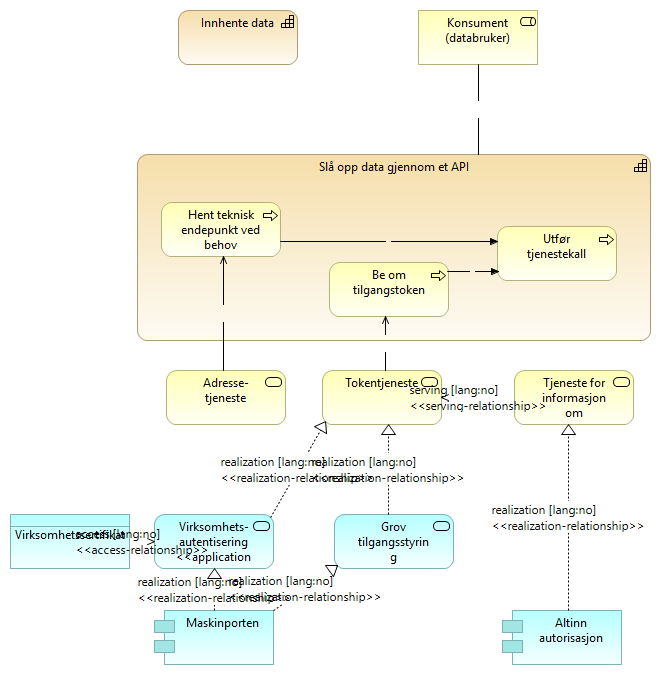 Innhente data
Konsument
(databruker)
Slå opp data gjennom et API
Hent teknisk
endepunkt ved
behov
Utfør
tjenestekall
Be om
tilgangstoken
Adresse-
tjeneste
Tokentjeneste
serving [lang:no]
<<serving-relationship>>
Tjeneste for
informasjon
om
realization [lang:no]
<<realization-relationship>>
realization [lang:no]
<<realization-relationship>>
realization [lang:no]
<<realization-relationship>>
Virksomhetssertifikat
access [lang:no]
<<access-relationship>>
Virksomhets-
autentisering
<<application
Grov
tilgangsstyrin
g
realization [lang:no]
<<realization-relationship>>
realization [lang:no]
<<realization-relationship>>
Maskinporten
Altinn
autorisasjon